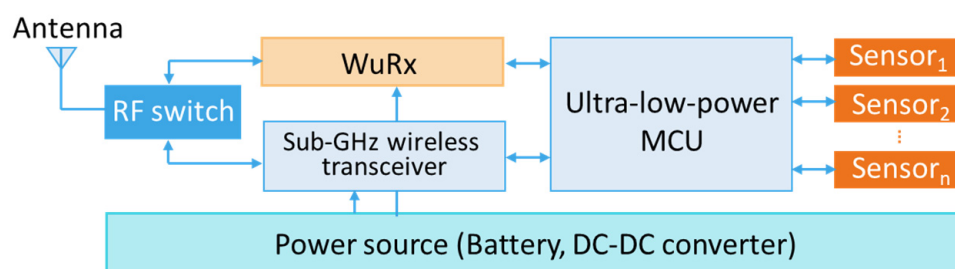 Antenna
RF switch
WuRx
Sub-GHz wireless
transceiver
Ultra-low-power
MCU
Sensor₁
Sensor₂
⋮
Sensorₙ
Power source (Battery, DC-DC converter)